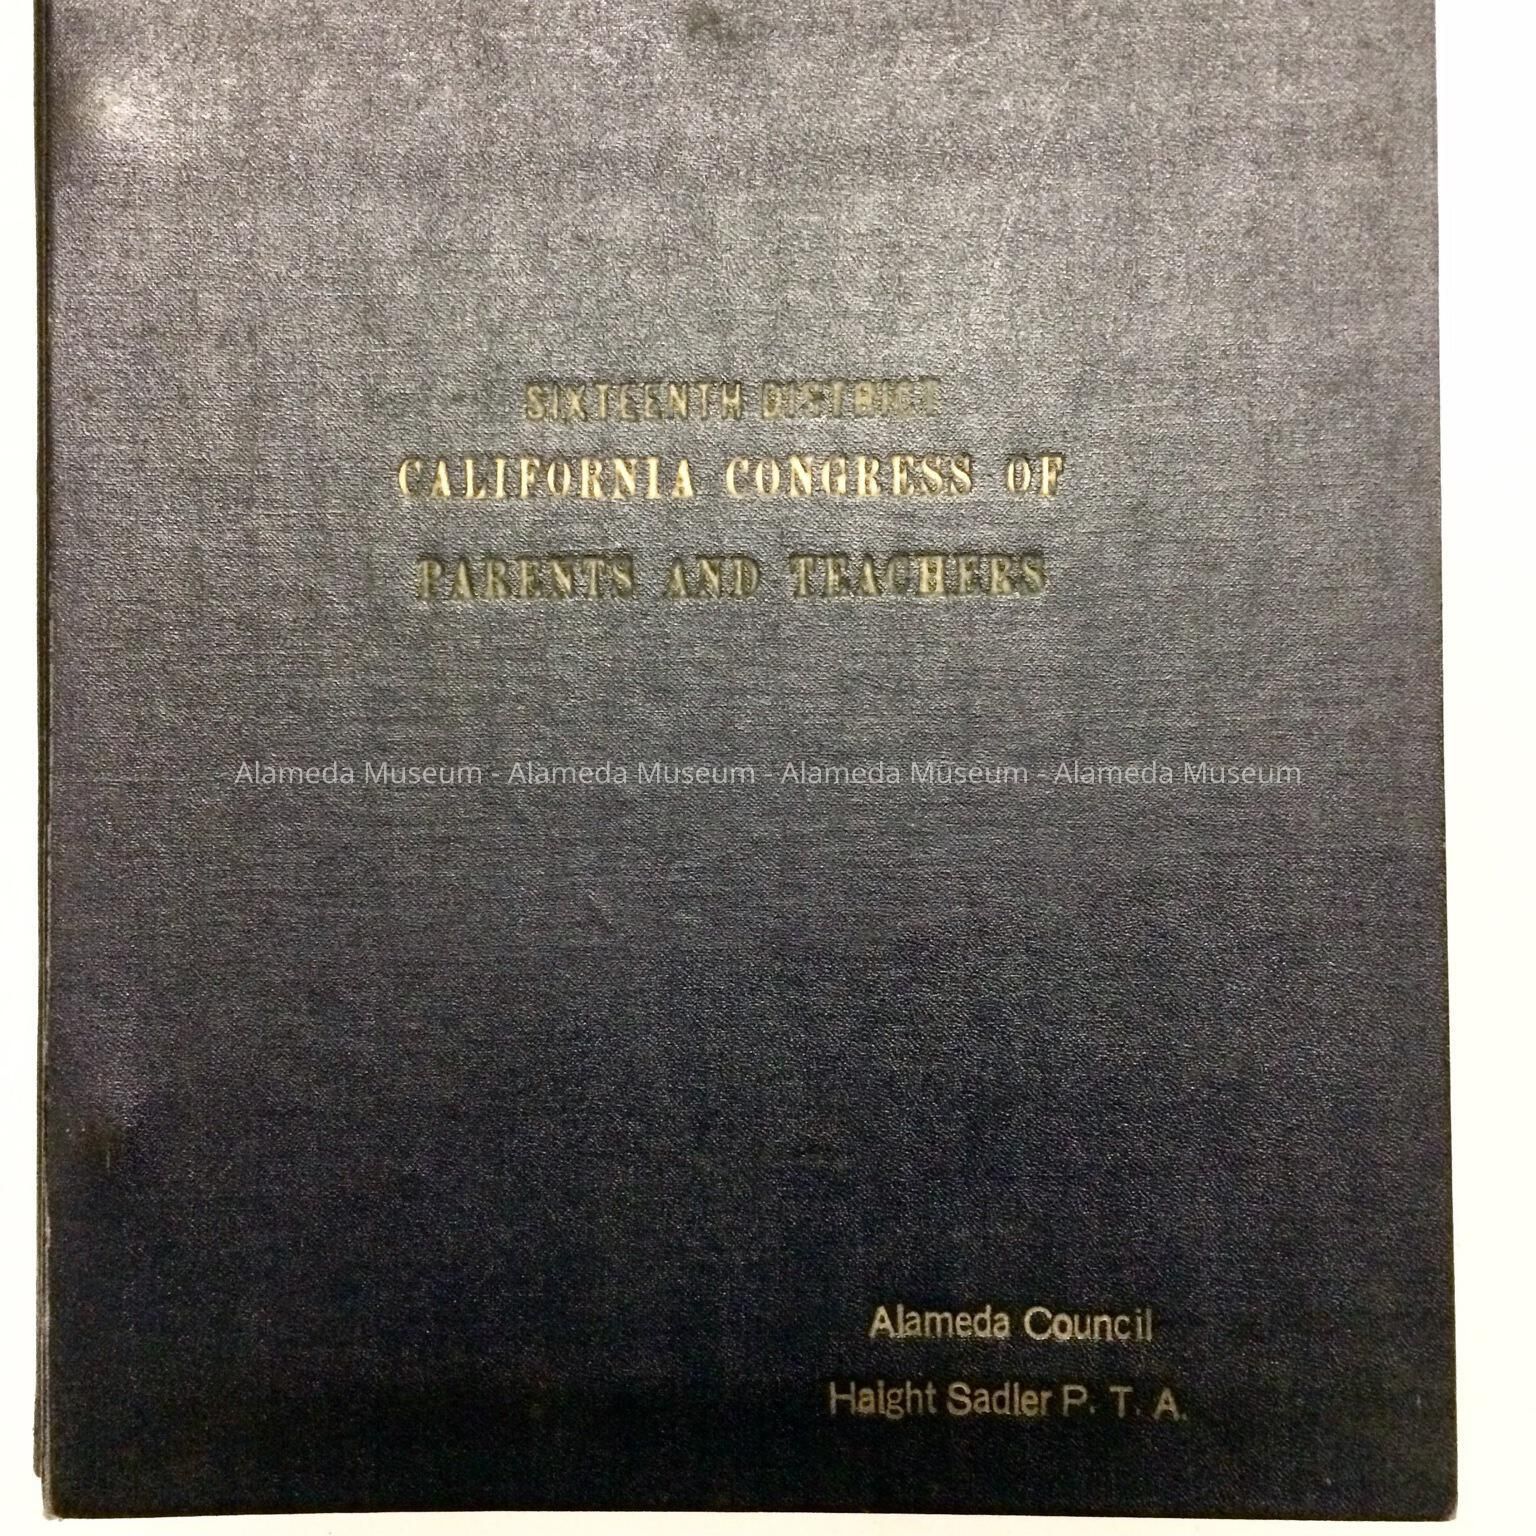 SIXTEENTH DISTRICT
CALIFORNIA CONGRESS OF
PARENTS AND TEACHERS
Alameda Museum - Alameda Museum - Alameda Museum - Alameda Museum
Alameda Council
Haight Sadler P. T. A.